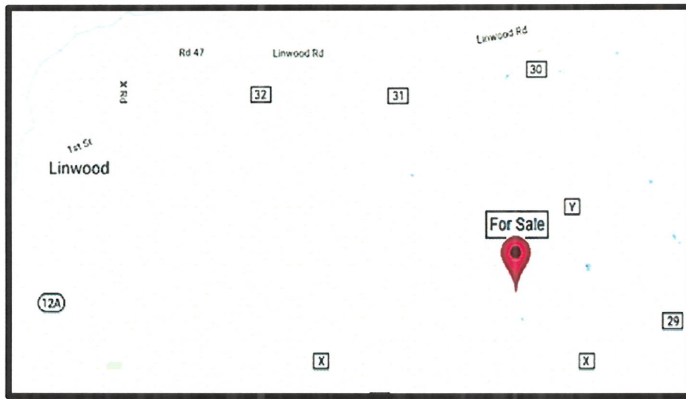 Linwood Rd
Rd 47
Linwood Rd
30
X Rd
32
31
1st St
Linwood
Y
For Sale
12A
29
X
X